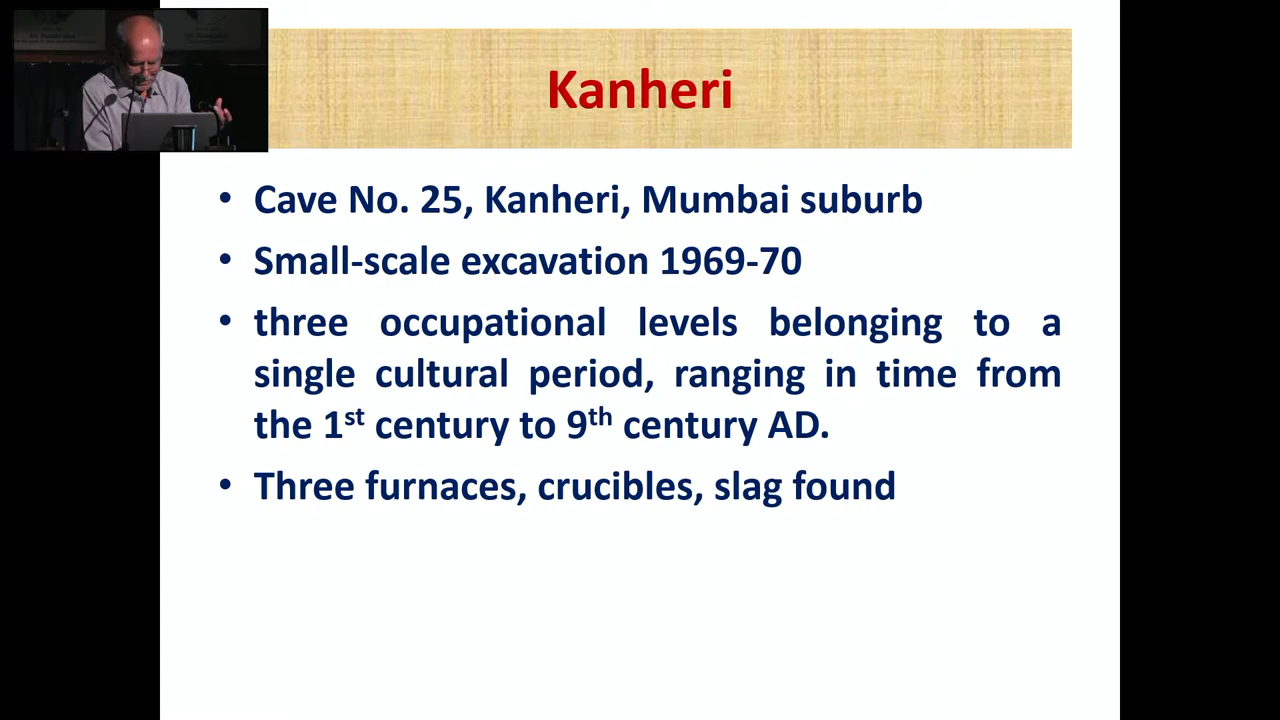 Kanheri
• Cave No. 25, Kanheri, Mumbai suburb
• Small-scale excavation 1969-70
• three occupational levels belonging to a
single cultural period, ranging in time from
the 1st century to 9th century AD.
• Three furnaces, crucibles, slag found